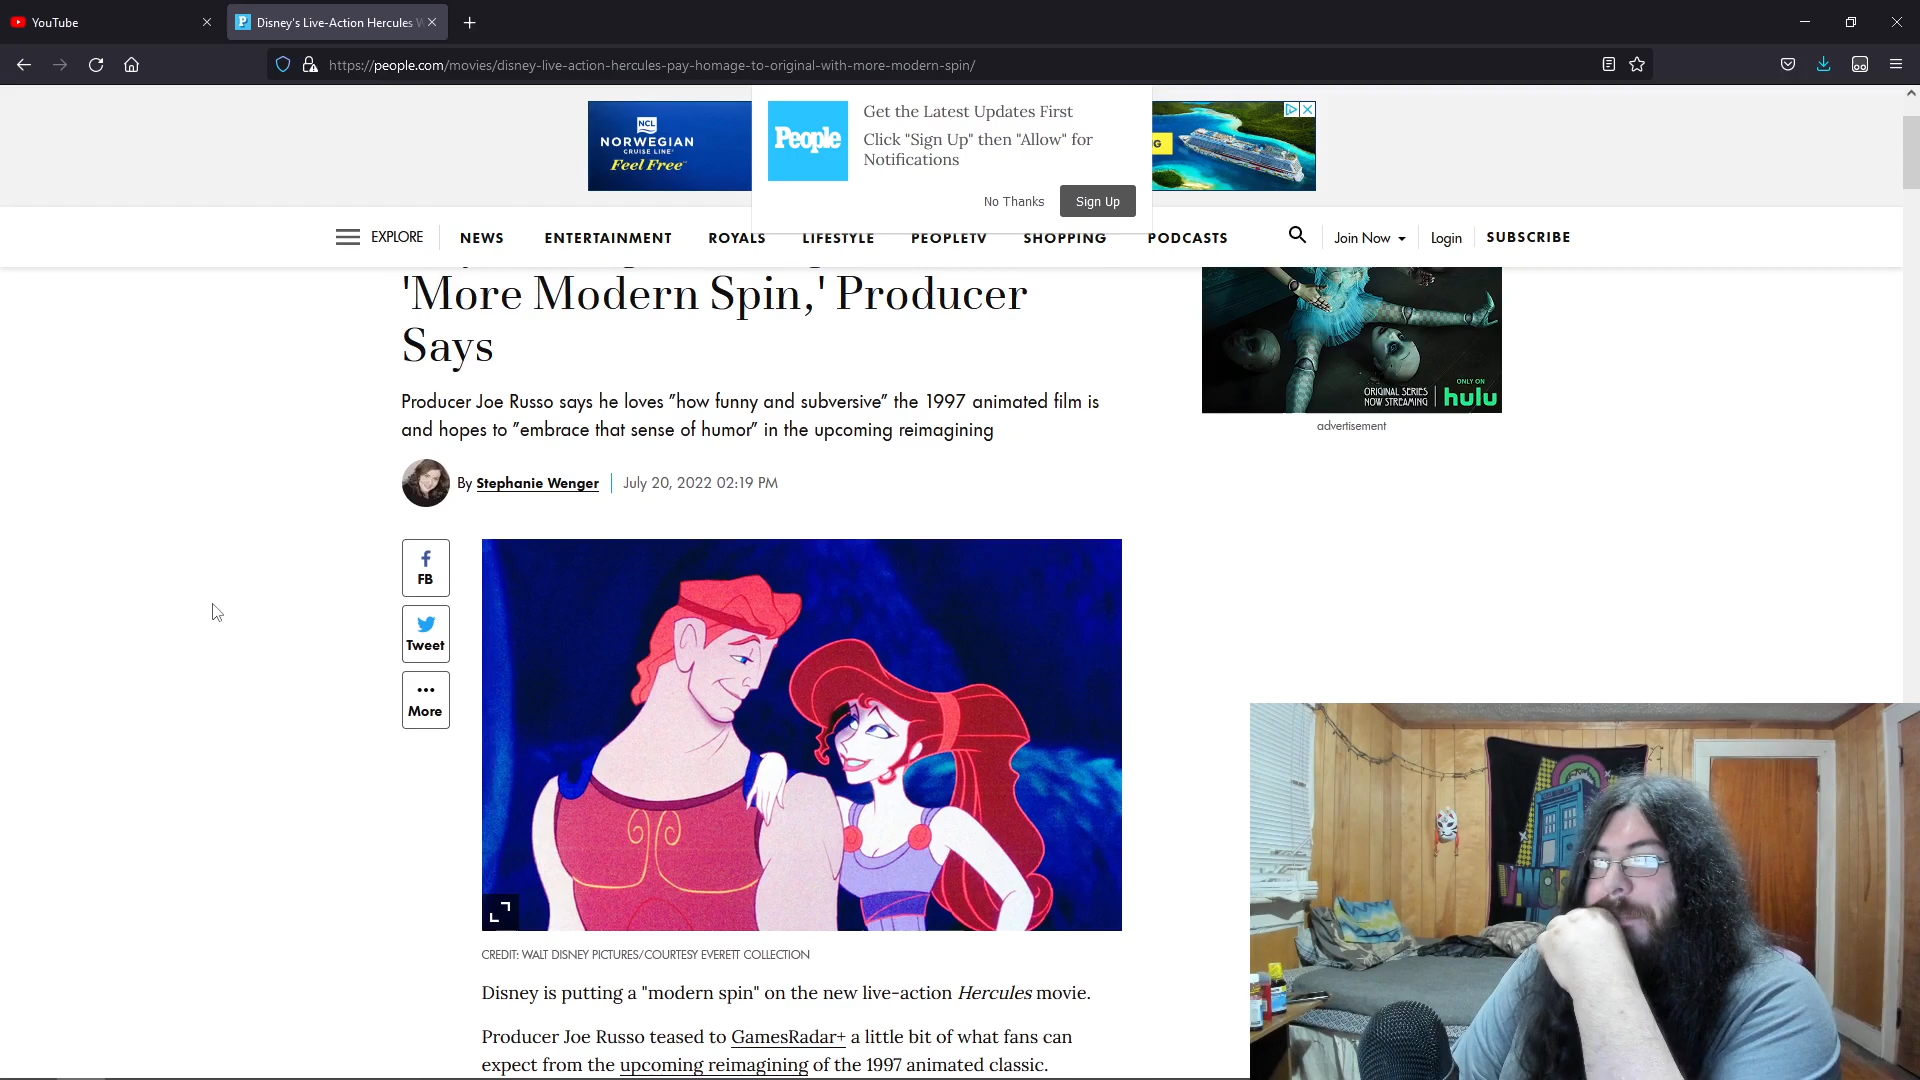 YouTube
Disney's Live-Action Hercules W
https://people.com/movies/disney-live-action-hercules-pay-homage-to-original-with-more-modern-spin/
NCL
NORWEGIAN
CRUISE LINE
Feel Free
People
Get the Latest Updates First
Click "Sign Up" then "Allow" for
Notifications
No Thanks
Sign Up
G
EXPLORE
NEWS
ENTERTAINMENT
ROYALS
LIFESTYLE
PEOPLETV
SHOPPING
PODCASTS
Join Now
Login
SUBSCRIBE
'More Modern Spin,' Producer
Says
ORIGINAL SERIES
NOW STREAMING
ONLY ON
hulu
advertisement
Producer Joe Russo says he loves "how funny and subversive" the 1997 animated film is
and hopes to "embrace that sense of humor" in the upcoming reimagining
By Stephanie Wenger
July 20, 2022 02:19 PM
FB
Tweet
More
CREDIT: WALT DISNEY PICTURES/COURTESY EVERETT COLLECTION
Disney is putting a "modern spin" on the new live-action Hercules movie.
Producer Joe Russo teased to GamesRadar+ a little bit of what fans can
expect from the upcoming reimagining of the 1997 animated classic.